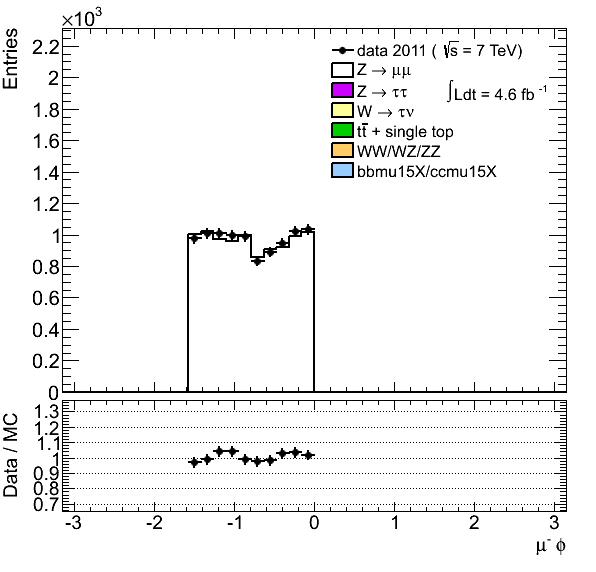 ×10³
Entries
2.2
2
1.8
1.6
1.4
1.2
1
0.8
0.6
0.4
0.2
0
data 2011 ( √s = 7 TeV)
Z → μμ
Z → ττ
∫Ldt = 4.6 fb⁻¹
W → τν
tt̄ + single top
WW/WZ/ZZ
bbmu15X/ccmu15X
Data / MC
1.3
1.2
1.1
1
0.9
0.8
0.7
-3 -2 -1 0 1 2 3
μ⁻ ϕ